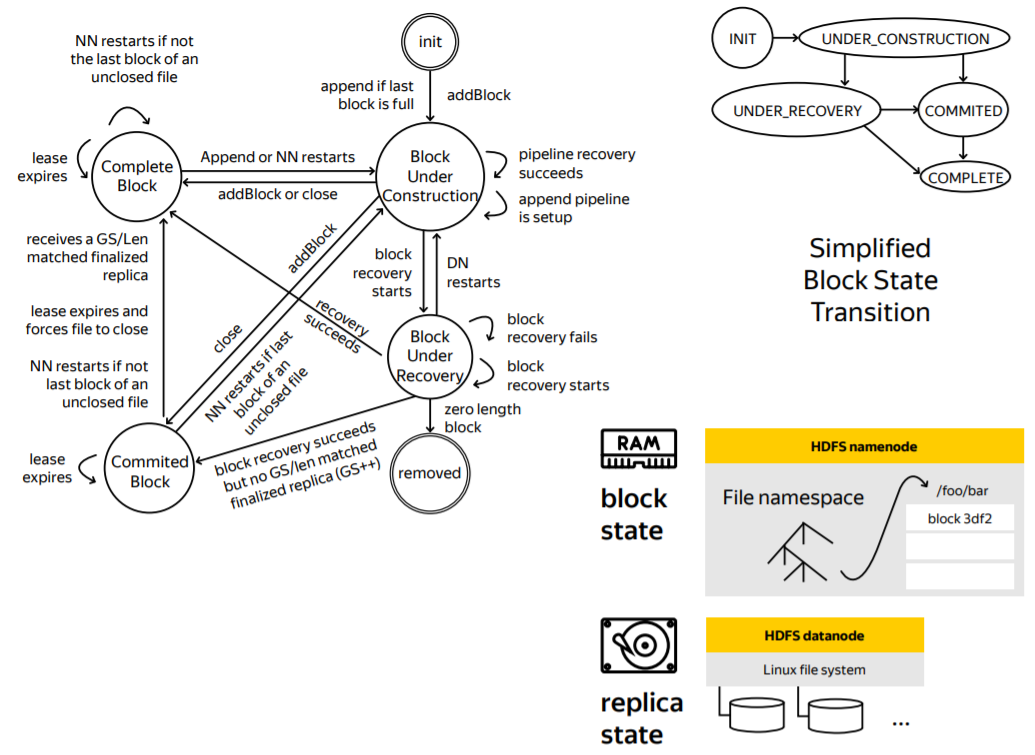 NN restarts if not
the last block of an
unclosed file
init
append if last
block is full
addBlock
lease
expires
Complete
Block
Append or NN restarts
addBlock or close
Block
Under
Construction
pipeline recovery
succeeds
append pipeline
is setup
receives a GS/Len
matched finalized
replica
lease expires and
forces file to close
NN restarts if not
last block of an
unclosed file
addBlock
close
NN restarts if last
block of an
unclosed file
recovery
succeeds
block
recovery
starts
DN
restarts
Block
Under
Recovery
block
recovery fails
block
recovery starts
zero length
block
lease
expires
Commited
Block
block recovery succeeds
but no GS/len matched
finalized replica (GS++)
removed
INIT
UNDER_CONSTRUCTION
UNDER_RECOVERY
COMMITED
COMPLETE
Simplified
Block State
Transition
RAM
block
state
HDFS namenode
File namespace
/foo/bar
block 3df2
replica
state
HDFS datanode
Linux file system
...